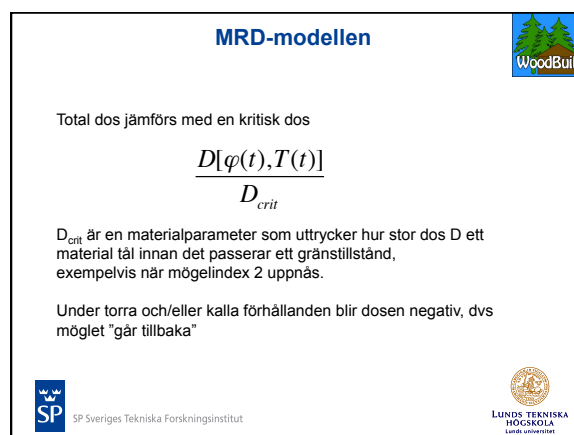 MRD-modellen
WoodBuil
Total dos jämförs med en kritisk dos
D[φ(t),T(t)]
D_crit
D_crit är en materialparameter som uttrycker hur stor dos D ett
material tål innan det passerar ett gränstillstånd,
exempelvis när mögelindex 2 uppnås.
Under torra och/eller kalla förhållanden blir dosen negativ, dvs
möglet ”går tillbaka”
SP
SP Sveriges Tekniska Forskningsinstitut
LUNDS TEKNISKA
HÖGSKOLA
Lunds universitet